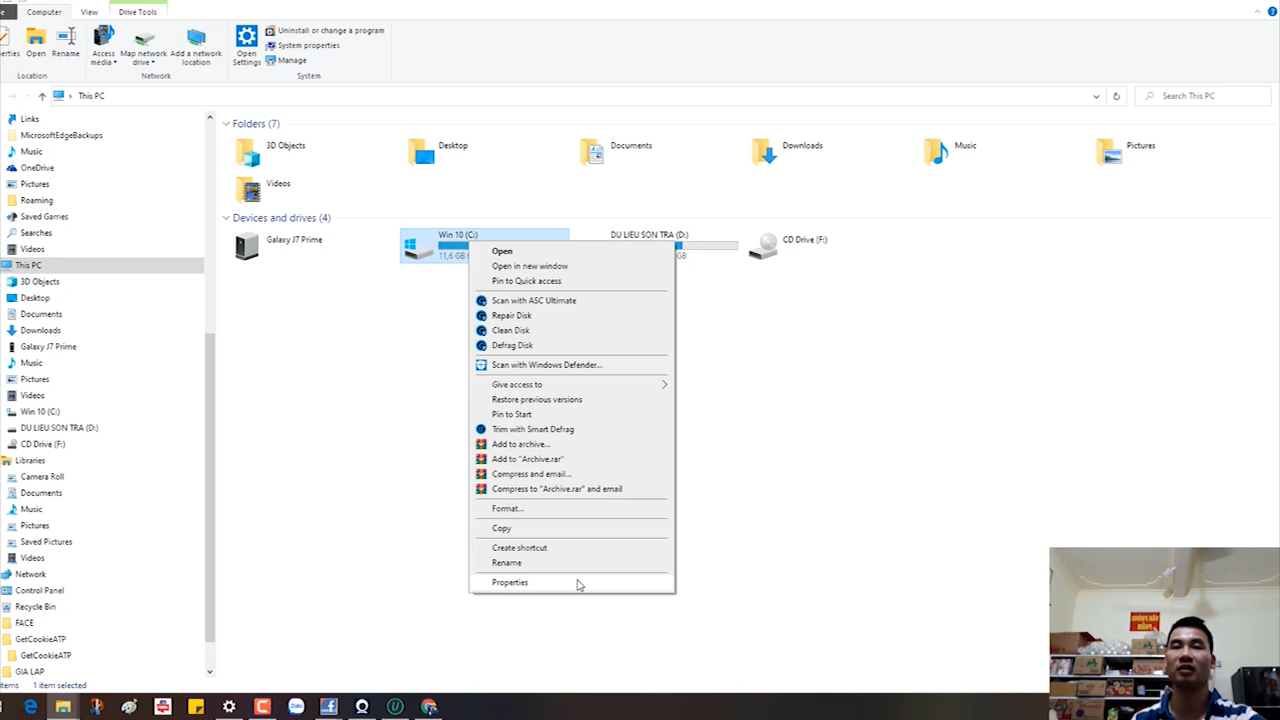 Computer
View
Drive Tools
Open
Rename
Access media
Map network drive
Add a network location
Open Settings
Uninstall or change a program
System properties
Manage
Location
Network
System
This PC
Search This PC
Links
MicrosoftEdgeBackups
Music
OneDrive
Pictures
Roaming
Saved Games
Searches
Videos
This PC
3D Objects
Desktop
Documents
Downloads
Galaxy J7 Prime
Music
Pictures
Videos
Win 10 (C:)
DU LIEU SON TRA (D:)
CD Drive (F:)
Libraries
Camera Roll
Documents
Music
Pictures
Saved Pictures
Videos
Network
Control Panel
Recycle Bin
FACE
GetCookieATP
GetCookieATP
GIA LAP
Folders (7)
3D Objects
Desktop
Documents
Downloads
Music
Pictures
Videos
Devices and drives (4)
Galaxy J7 Prime
Win 10 (C:)
11,6 GB
DU LIEU SON TRA (D:)
GB
CD Drive (F:)
Open
Open in new window
Pin to Quick access
Scan with ASC Ultimate
Repair Disk
Clean Disk
Defrag Disk
Scan with Windows Defender...
Give access to
Restore previous versions
Pin to Start
Trim with Smart Defrag
Add to archive...
Add to "Archive.rar"
Compress and email...
Compress to "Archive.rar" and email
Format...
Copy
Create shortcut
Rename
Properties
1 item selected
Zalo